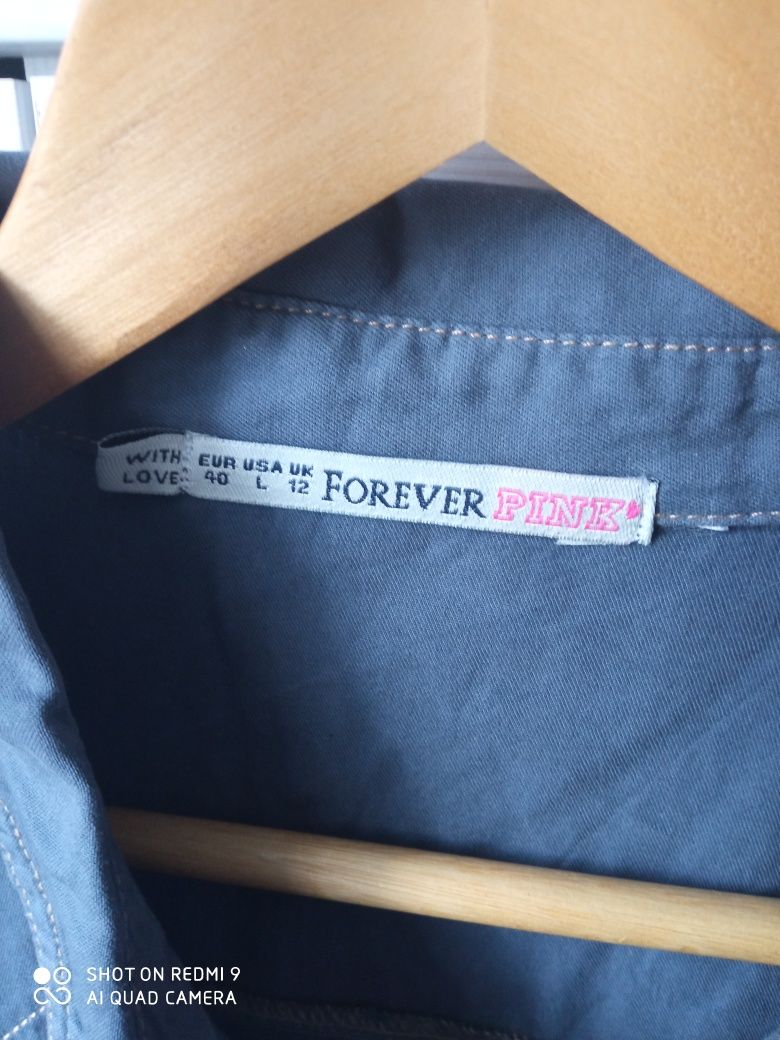 WITH
LOVE
EUR USA UK
40 L 12
FOREVER PINK
SHOT ON REDMI 9
AI QUAD CAMERA